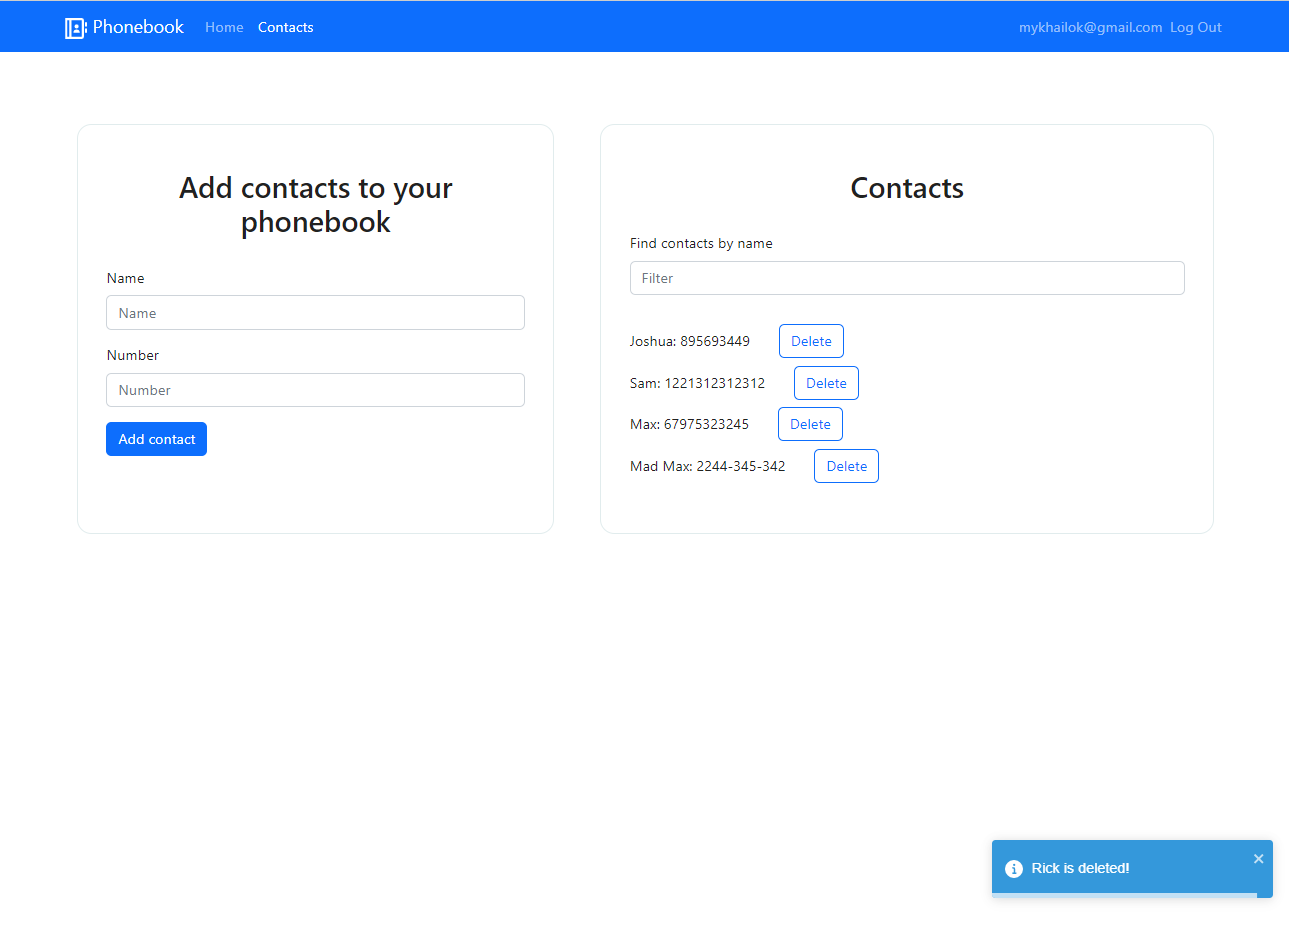 Phonebook Home Contacts mykhailok@gmail.com Log Out
Add contacts to your
phonebook
Name
Name
Number
Number
Add contact
Contacts
Find contacts by name
Filter
Joshua: 895693449 Delete
Sam: 1221312312312 Delete
Max: 67975323245 Delete
Mad Max: 2244-345-342 Delete
Rick is deleted!